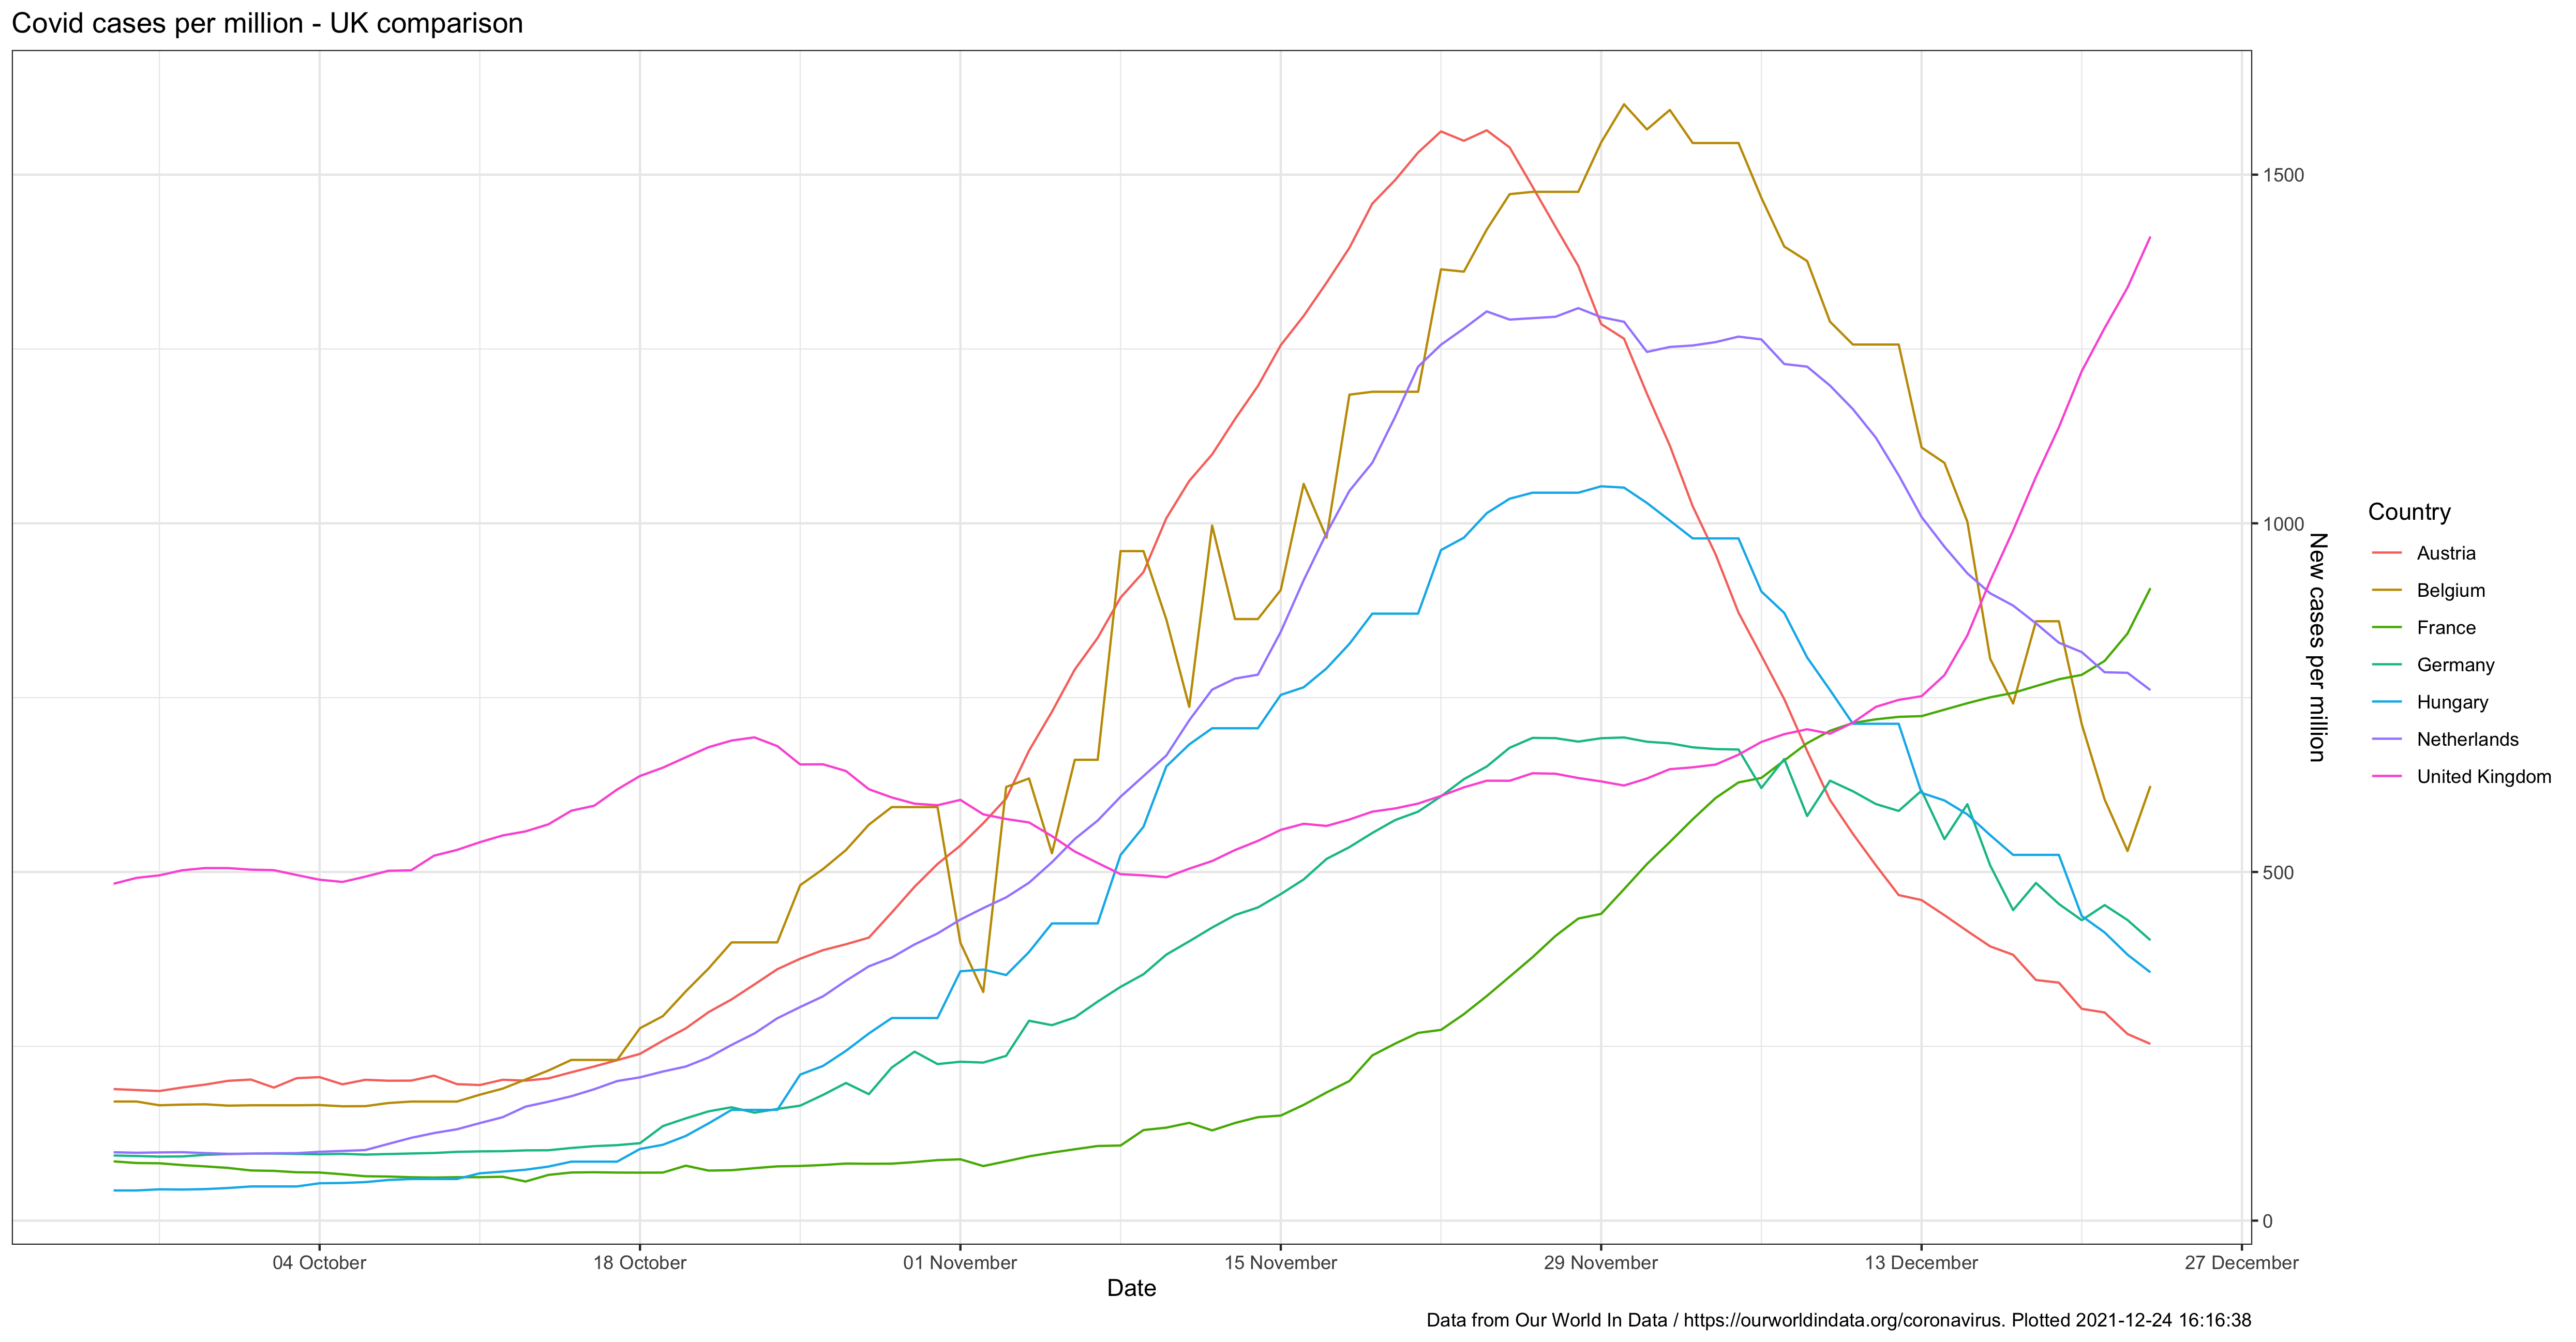 Covid cases per million - UK comparison
1500
1000
500
0
New cases per million
04 October
18 October
01 November
15 November
29 November
13 December
27 December
Date
Country
Austria
Belgium
France
Germany
Hungary
Netherlands
United Kingdom
Data from Our World In Data / https://ourworldindata.org/coronavirus. Plotted 2021-12-24 16:16:38